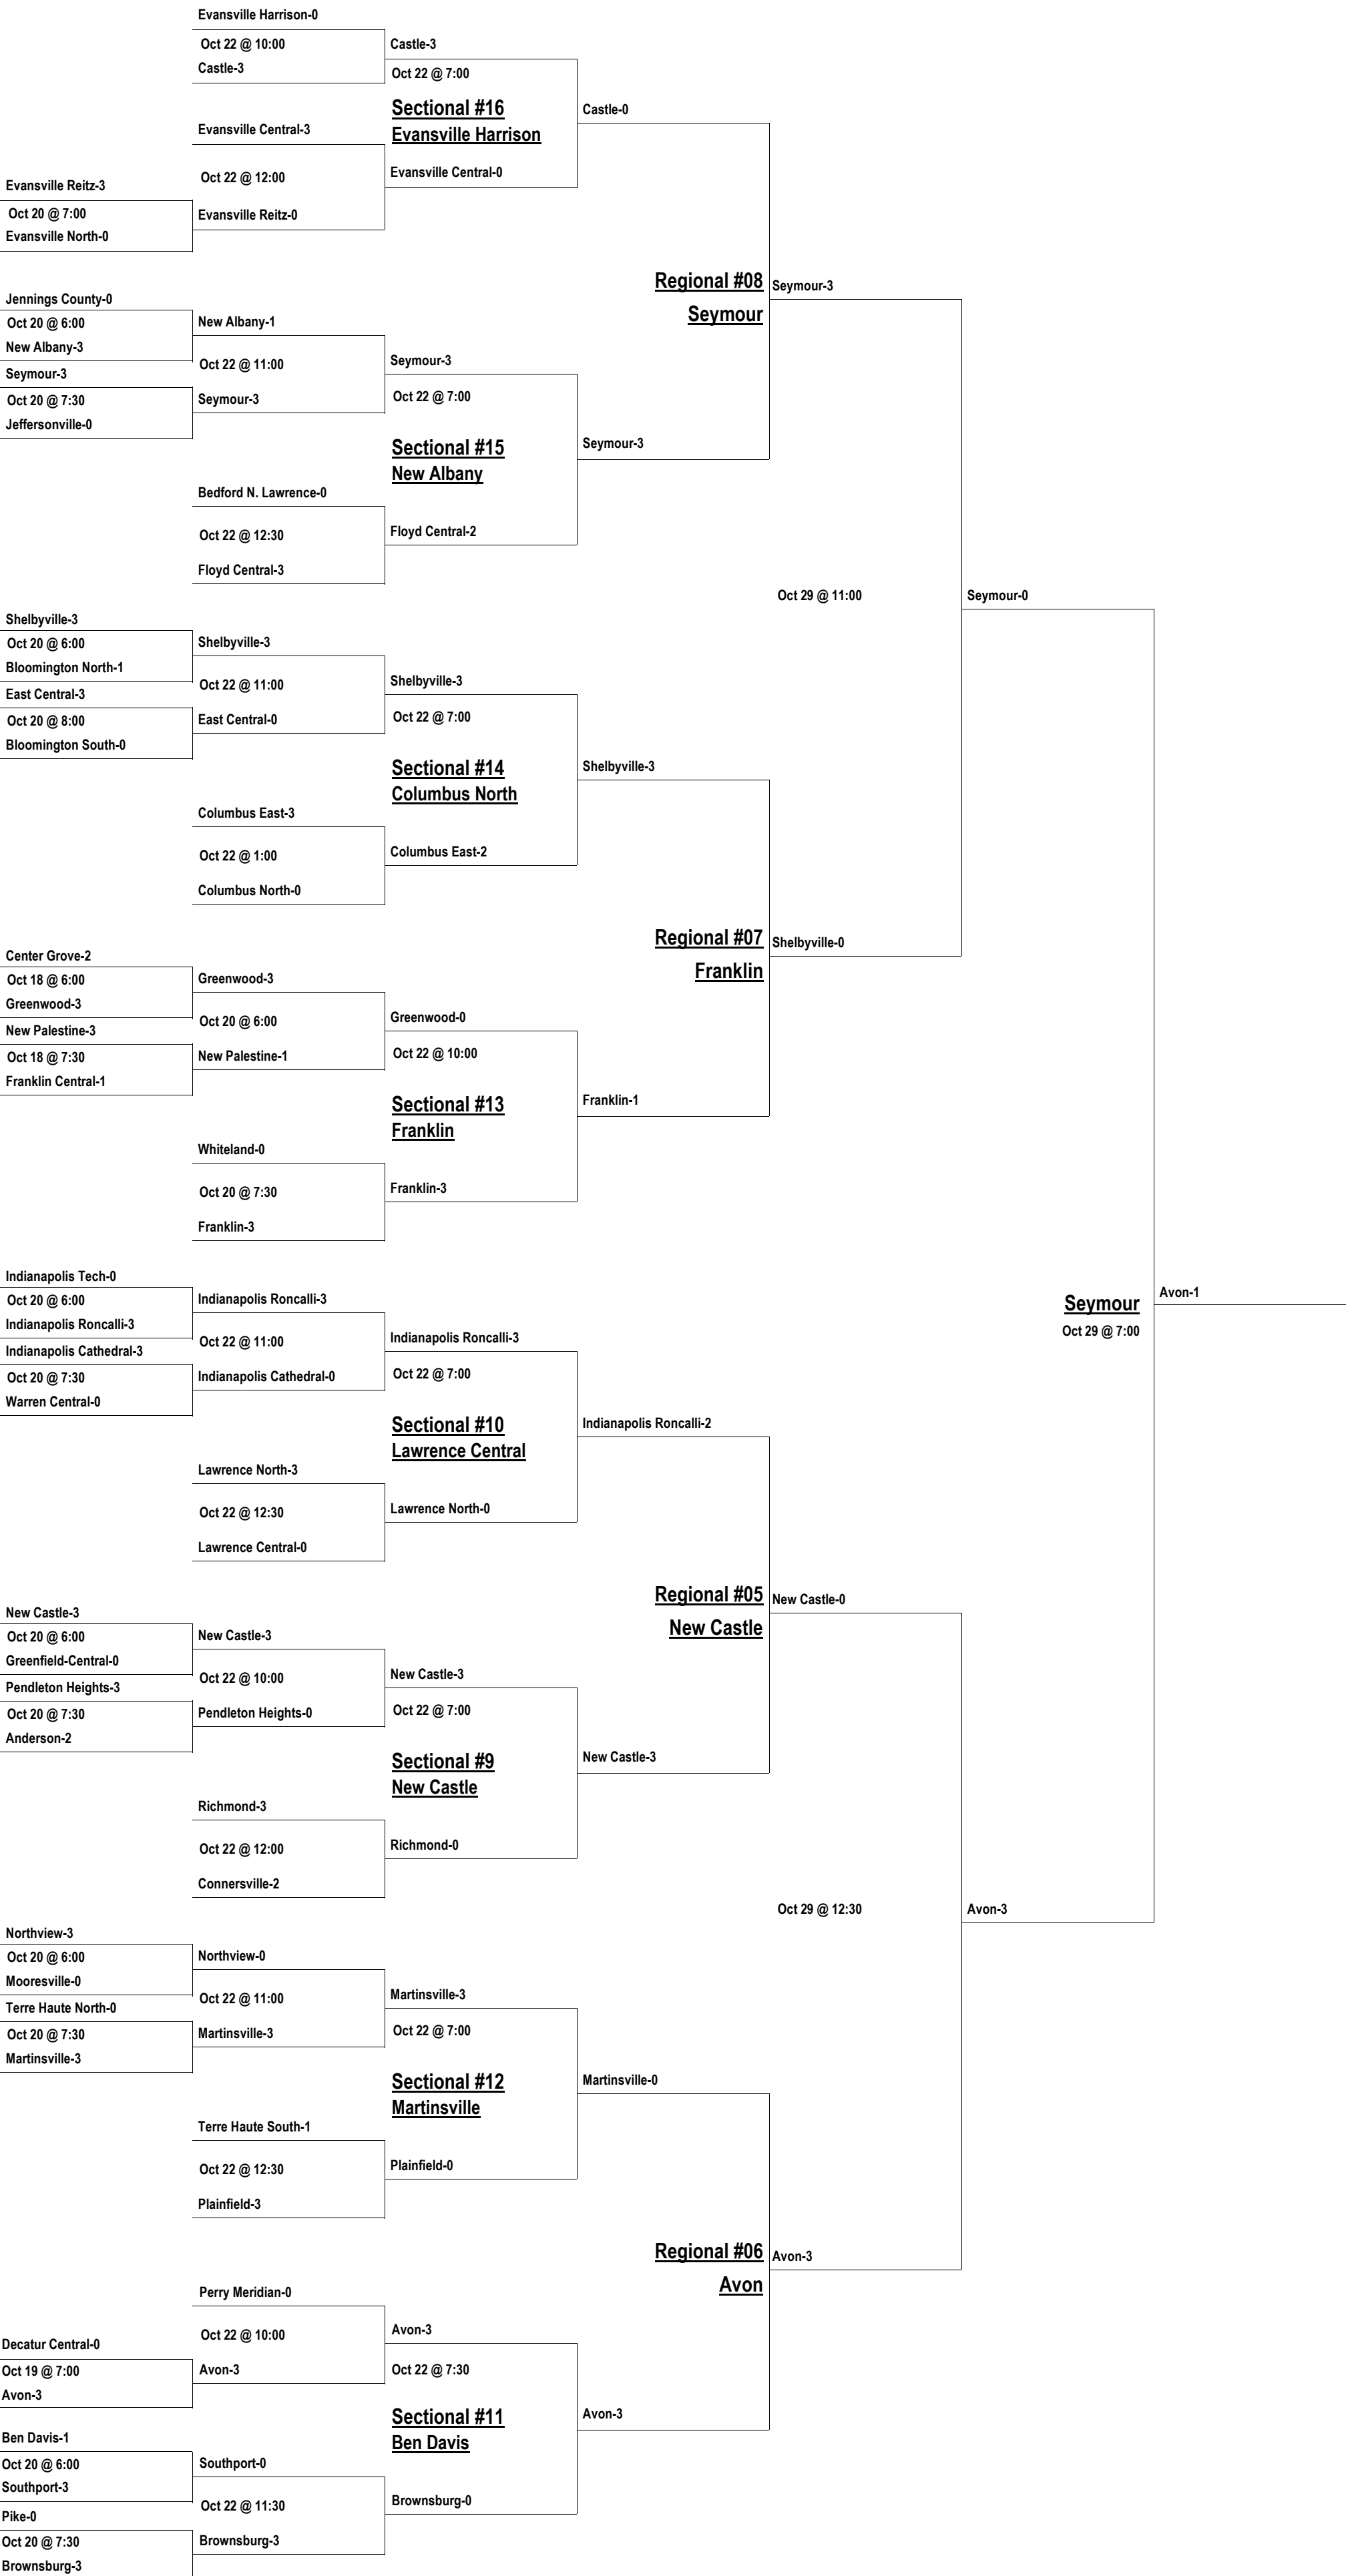 Evansville Harrison-0
Oct 22 @ 10:00
Castle-3
Castle-3
Oct 22 @ 7:00
Sectional #16
Evansville Harrison
Castle-0
Evansville Central-3
Oct 22 @ 12:00
Evansville Central-0
Evansville Reitz-3
Oct 20 @ 7:00
Evansville North-0
Evansville Reitz-0
Regional #08
Seymour
Seymour-3
Jennings County-0
Oct 20 @ 6:00
New Albany-3
New Albany-1
Oct 22 @ 11:00
Seymour-3
Seymour-3
Oct 20 @ 7:30
Jeffersonville-0
Seymour-3
Oct 22 @ 7:00
Sectional #15
New Albany
Seymour-3
Bedford N. Lawrence-0
Oct 22 @ 12:30
Floyd Central-3
Floyd Central-2
Oct 29 @ 11:00
Seymour-0
Shelbyville-3
Oct 20 @ 6:00
Bloomington North-1
East Central-3
Oct 20 @ 8:00
Bloomington South-0
Shelbyville-3
Oct 22 @ 11:00
East Central-0
Shelbyville-3
Oct 22 @ 7:00
Sectional #14
Columbus North
Shelbyville-3
Columbus East-3
Oct 22 @ 1:00
Columbus North-0
Columbus East-2
Regional #07
Franklin
Shelbyville-0
Center Grove-2
Oct 18 @ 6:00
Greenwood-3
New Palestine-3
Oct 18 @ 7:30
Franklin Central-1
Greenwood-3
Oct 20 @ 6:00
New Palestine-1
Greenwood-0
Oct 22 @ 10:00
Sectional #13
Franklin
Franklin-1
Whiteland-0
Oct 20 @ 7:30
Franklin-3
Franklin-3
Indianapolis Tech-0
Oct 20 @ 6:00
Indianapolis Roncalli-3
Indianapolis Cathedral-3
Oct 20 @ 7:30
Warren Central-0
Indianapolis Roncalli-3
Oct 22 @ 11:00
Indianapolis Cathedral-0
Indianapolis Roncalli-3
Oct 22 @ 7:00
Seymour
Oct 29 @ 7:00
Avon-1
Sectional #10
Lawrence Central
Indianapolis Roncalli-2
Lawrence North-3
Oct 22 @ 12:30
Lawrence Central-0
Lawrence North-0
Regional #05
New Castle
New Castle-0
New Castle-3
Oct 20 @ 6:00
Greenfield-Central-0
Pendleton Heights-3
Oct 20 @ 7:30
Anderson-2
New Castle-3
Oct 22 @ 10:00
Pendleton Heights-0
New Castle-3
Oct 22 @ 7:00
Sectional #9
New Castle
New Castle-3
Richmond-3
Oct 22 @ 12:00
Connersville-2
Richmond-0
Oct 29 @ 12:30
Avon-3
Northview-3
Oct 20 @ 6:00
Mooresville-0
Terre Haute North-0
Oct 20 @ 7:30
Martinsville-3
Northview-0
Oct 22 @ 11:00
Martinsville-3
Martinsville-3
Oct 22 @ 7:00
Sectional #12
Martinsville
Martinsville-0
Terre Haute South-1
Oct 22 @ 12:30
Plainfield-3
Plainfield-0
Regional #06
Avon
Avon-3
Perry Meridian-0
Oct 22 @ 10:00
Avon-3
Decatur Central-0
Oct 19 @ 7:00
Avon-3
Avon-3
Oct 22 @ 7:30
Sectional #11
Ben Davis
Avon-3
Ben Davis-1
Oct 20 @ 6:00
Southport-3
Pike-0
Oct 20 @ 7:30
Brownsburg-3
Southport-0
Oct 22 @ 11:30
Brownsburg-3
Brownsburg-0